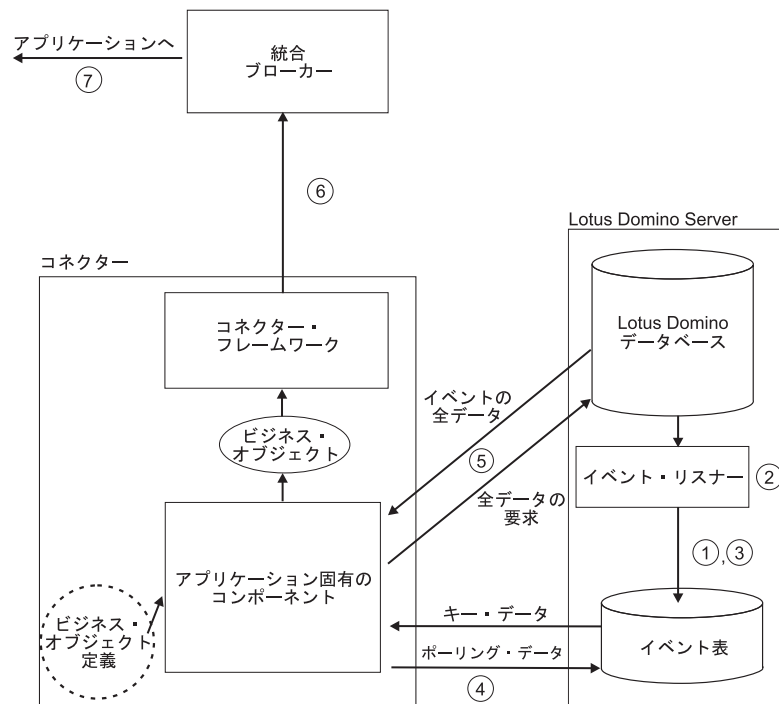 アプリケーションへ
⑦
統合
ブローカー
⑥
Lotus Domino Server
コネクター
コネクター・
フレームワーク
Lotus Domino
データベース
イベントの
全データ
ビジネス・
オブジェクト
⑤
イベント・リスナー
②
全データの
要求
①,③
アプリケーション固有の
コンポーネント
キー・データ
ビジネス・
オブジェクト
定義
イベント表
ポーリング・データ
④